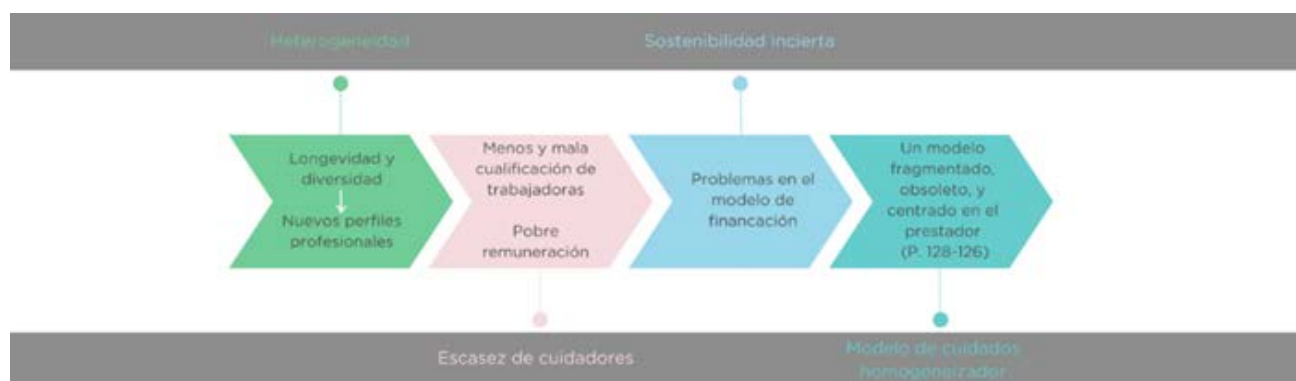 Heterogeneidad
Sostenibilidad incierta
Longevidad y
diversidad
Nuevos perfiles
profesionales
Menos y mala
cualificación de
trabajadoras
Pobre
remuneración
Problemas en el
modelo de
financación
Un modelo
fragmentado,
obsoleto, y
centrado en el
prestador
(P. 128-126)
Escasez de cuidadores
Modelo de cuidados
homogeneizador